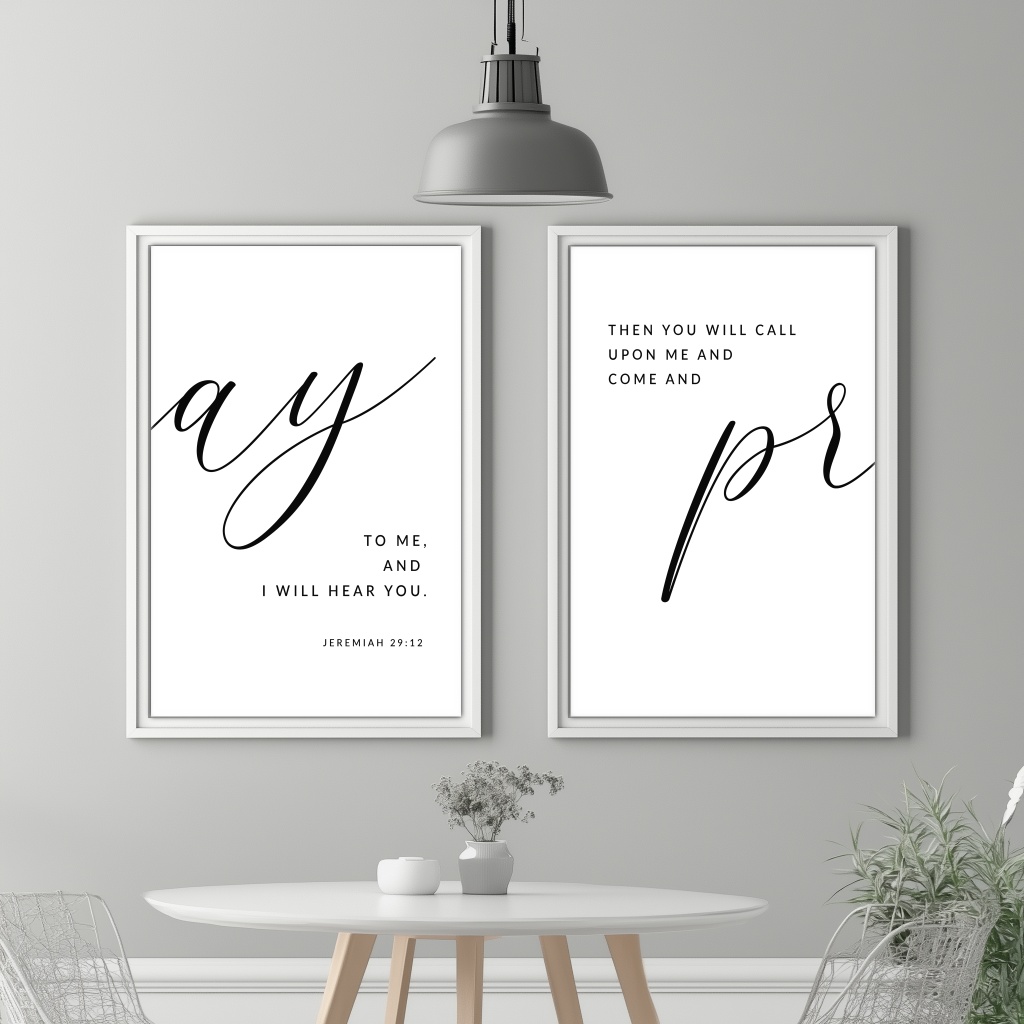 ay
TO ME,
AND
I WILL HEAR YOU.
JEREMIAH 29:12
THEN YOU WILL CALL
UPON ME AND
COME AND
pr